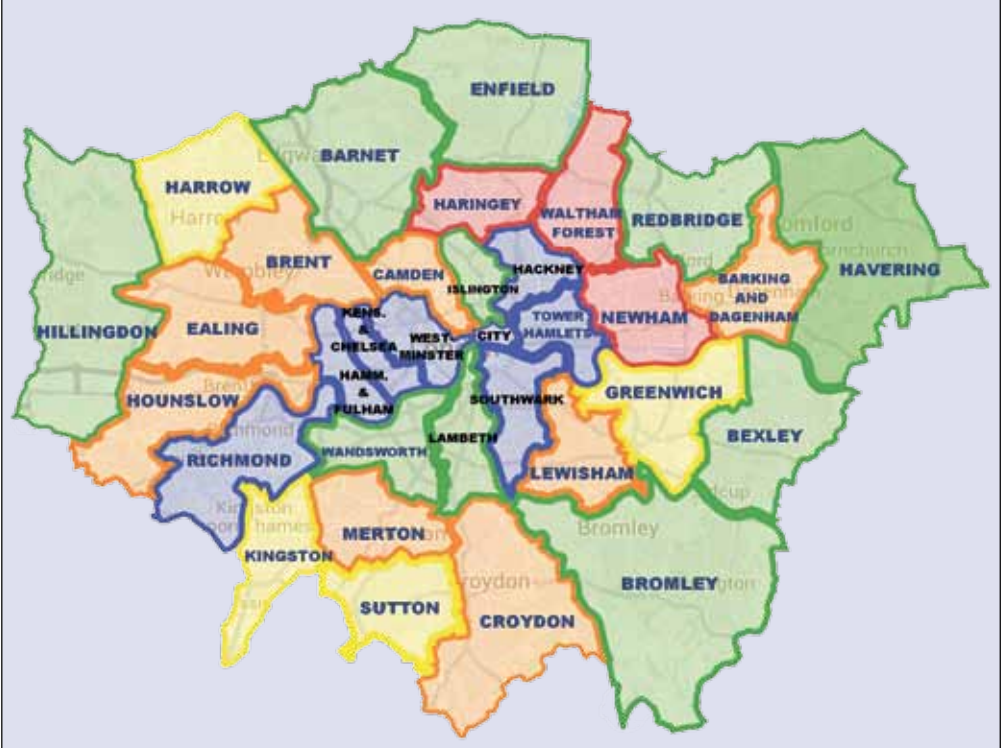 ENFIELD
BARNET
HARROW
Harrow
HARINGEY
WALTHAM
FOREST
REDBRIDGE
BRENT
CAMDEN
ISLINGTON
HACKNEY
BARKING
AND
DAGENHAM
HAVERING
HILLINGDON
EALING
KENS.
&
CHELSEA
WEST-
MINSTER
CITY
TOWER
HAMLETS
NEWHAM
HOUNSLOW
HAMM.
&
FULHAM
SOUTHWARK
GREENWICH
RICHMOND
WANDSWORTH
LAMBETH
LEWISHAM
BEXLEY
Bromley
KINGSTON
MERTON
SUTTON
CROYDON
BROMLEY